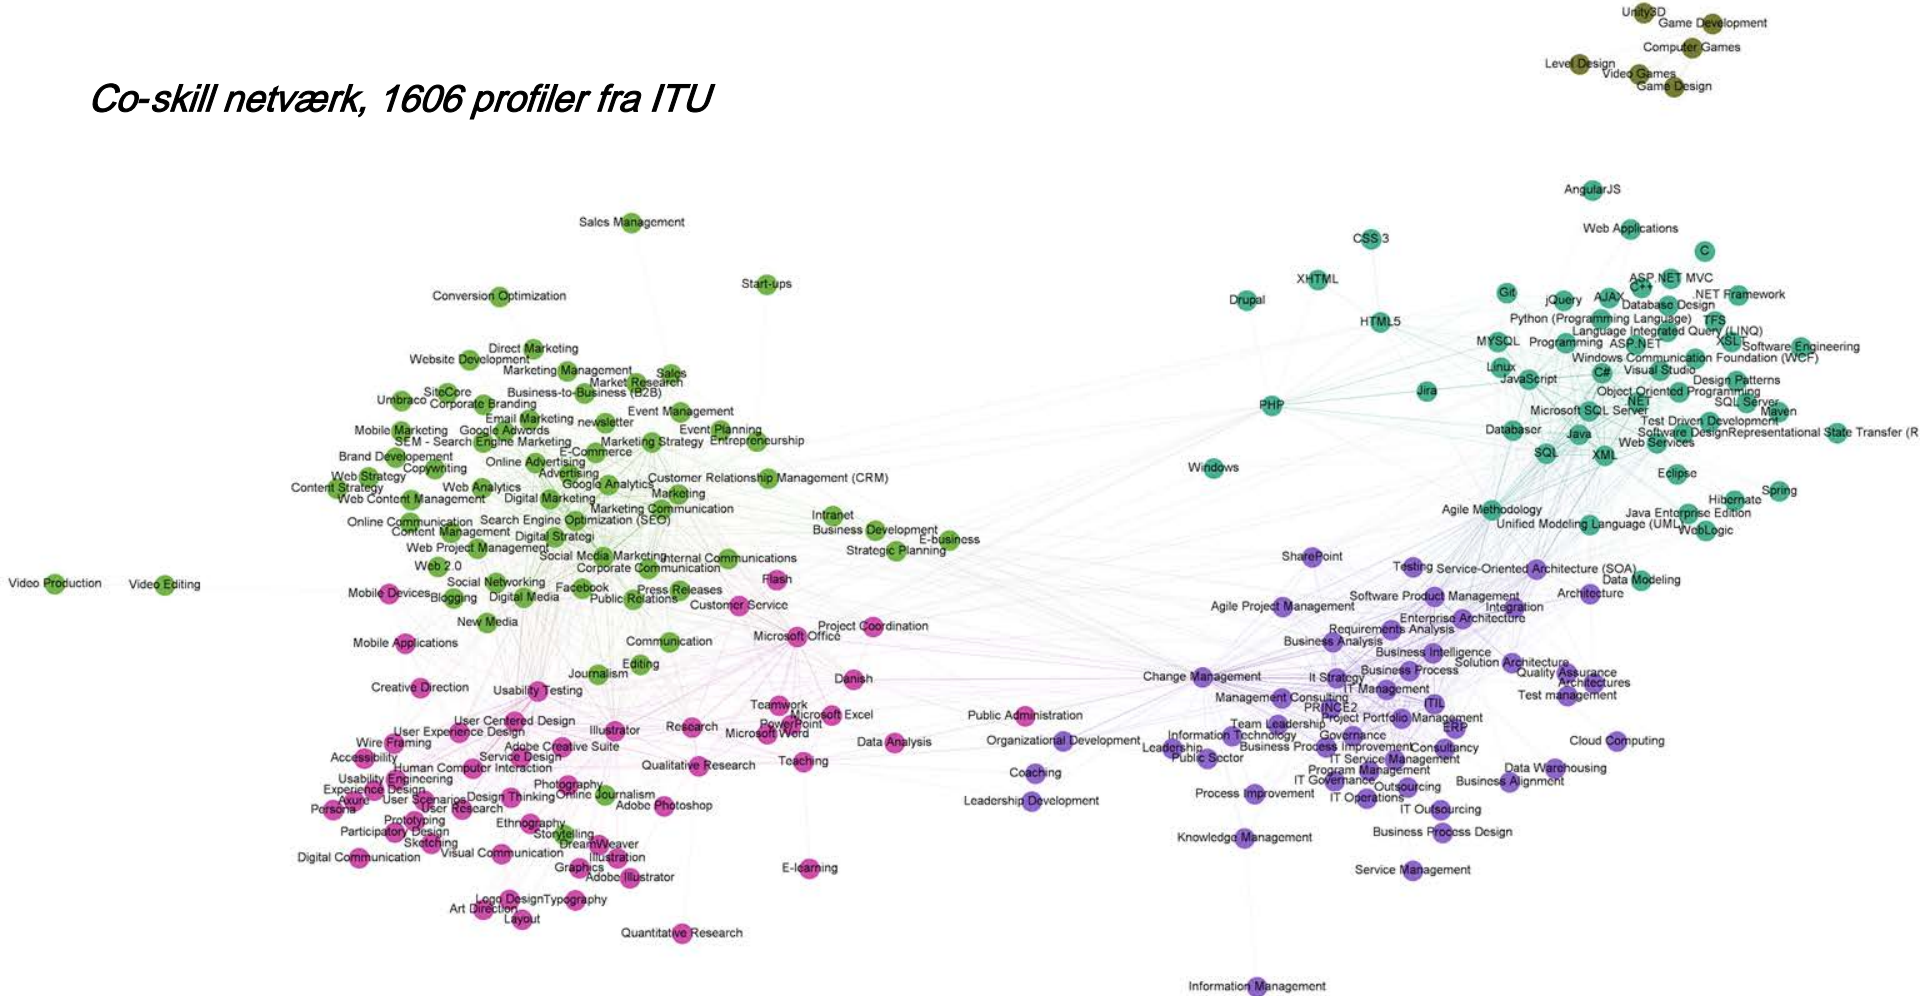 Co-skill netværk, 1606 profiler fra ITU
Unity3D
Game Development
Computer Games
Level Design
Video Games
Game Design
AngularJS
Web Applications
CSS 3
C
XHTML
ASP.NET MVC
C++
Drupal
Git
jQuery
AJAX
.NET Framework
Database Design
HTML5
Python (Programming Language)
TFS
Language Integrated Query (LINQ)
MYSQL
Programming
ASP.NET
XSLT
Software Engineering
Windows Communication Foundation (WCF)
Linux
JavaScript
C#
Visual Studio
Design Patterns
Jira
Object Oriented Programming
.NET
SQL Server
PHP
Microsoft SQL Server
Maven
Test Driven Development
Databaser
Java
Software Design
Representational State Transfer (R
Web Services
SQL
XML
Windows
Eclipse
Hibernate
Spring
Agile Methodology
Java Enterprise Edition
Unified Modeling Language (UML)
WebLogic
Data Modeling
Sales Management
Start-ups
Conversion Optimization
Direct Marketing
Website Development
Marketing Management
Sales
Market Research
SiteCore
Business-to-Business (B2B)
Umbraco
Corporate Branding
Event Management
Email Marketing
newsletter
Mobile Marketing
Google Adwords
Event Planning
SEM - Search Engine Marketing
Marketing Strategy
Entrepreneurship
E-Commerce
Brand Developement
Online Advertising
Copywriting
Advertising
Web Strategy
Customer Relationship Management (CRM)
Content Strategy
Web Analytics
Google Analytics
Marketing
Web Content Management
Digital Marketing
Marketing Communication
Intranet
Online Communication
Search Engine Optimization (SEO)
Business Development
Content Management
Digital Strategi
E-business
Web Project Management
Strategic Planning
Social Media Marketing
Internal Communications
Web 2.0
Corporate Communication
Video Production
Video Editing
Social Networking
Facebook
Press Releases
Blogging
Digital Media
Public Relations
New Media
Communication
Editing
Journalism
Online Journalism
Storytelling
Flash
Mobile Devices
Customer Service
Project Coordination
Microsoft Office
Mobile Applications
Danish
Creative Direction
Usability Testing
Teamwork
Microsoft Excel
Public Administration
User Centered Design
PowerPoint
User Experience Design
Illustrator
Research
Microsoft Word
Wire Framing
Data Analysis
Adobe Creative Suite
Accessibility
Service Design
Teaching
Human Computer Interaction
Qualitative Research
Usability Engineering
Photography
Experience Design
Axure
User Scenarios
Design Thinking
Adobe Photoshop
Persona
User Research
Prototyping
Ethnography
Participatory Design
Sketching
DreamWeaver
Visual Communication
Digital Communication
Illustration
Graphics
E-learning
Adobe Illustrator
Logo Design
Typography
Art Direction
Layout
Quantitative Research
SharePoint
Testing
Service-Oriented Architecture (SOA)
Architecture
Software Product Management
Agile Project Management
Integration
Enterprise Architecture
Requirements Analysis
Business Analysis
Business Intelligence
Solution Architecture
Change Management
Business Process
Quality Assurance
It Strategy
Architectures
IT Management
Test management
Management Consulting
ITIL
PRINCE2
Project Portfolio Management
Team Leadership
ERP
Organizational Development
Information Technology
Governance
Cloud Computing
Leadership
Business Process Improvement
Consultancy
Public Sector
IT Service Management
Coaching
Program Management
Data Warehousing
IT Governance
Business Alignment
Outsourcing
Leadership Development
Process Improvement
IT Operations
IT Outsourcing
Business Process Design
Knowledge Management
Service Management
Information Management